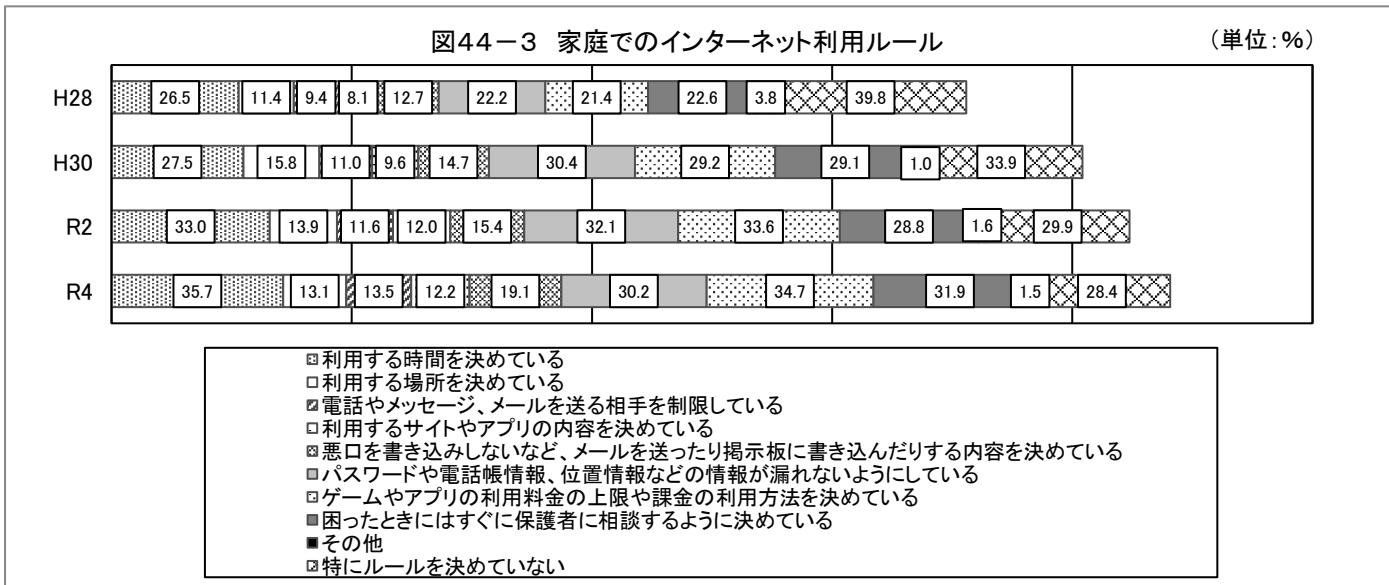 図44－3 家庭でのインターネット利用ルール （単位：％）
H28 26.5 11.4 9.4 8.1 12.7 22.2 21.4 22.6 3.8 39.8
H30 27.5 15.8 11.0 9.6 14.7 30.4 29.2 29.1 1.0 33.9
R2 33.0 13.9 11.6 12.0 15.4 32.1 33.6 28.8 1.6 29.9
R4 35.7 13.1 13.5 12.2 19.1 30.2 34.7 31.9 1.5 28.4
利用する時間を決めている
利用する場所を決めている
電話やメッセージ、メールを送る相手を制限している
利用するサイトやアプリの内容を決めている
悪口を書き込みしないなど、メールを送ったり掲示板に書き込んだりする内容を決めている
パスワードや電話帳情報、位置情報などの情報が漏れないようにしている
ゲームやアプリの利用料金の上限や課金の利用方法を決めている
困ったときにはすぐに保護者に相談するように決めている
その他
特にルールを決めていない